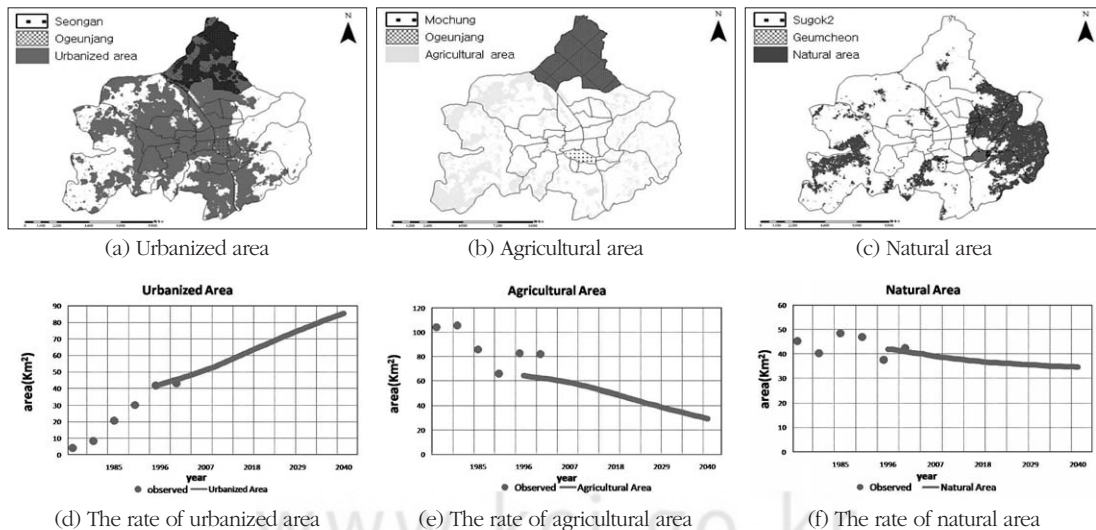 Seongan
Ogeunjang
Urbanized area
N
(a) Urbanized area
Mochung
Ogeunjang
Agricultural area
N
(b) Agricultural area
Sugok2
Geumcheon
Natural area
N
(c) Natural area
Urbanized Area
area(Km²)
90
80
70
60
50
40
30
20
10
0
1985 1996 2007 2018 2029 2040
year
observed Urbanized Area
(d) The rate of urbanized area
Agricultural Area
area(Km²)
120
100
80
60
40
20
0
1985 1996 2007 2018 2029 2040
year
Observed Agricultural Area
(e) The rate of agricultural area
Natural Area
area(Km²)
60
50
40
30
20
10
0
1985 1996 2007 2018 2029 2040
year
Observed Natural Area
(f) The rate of natural area